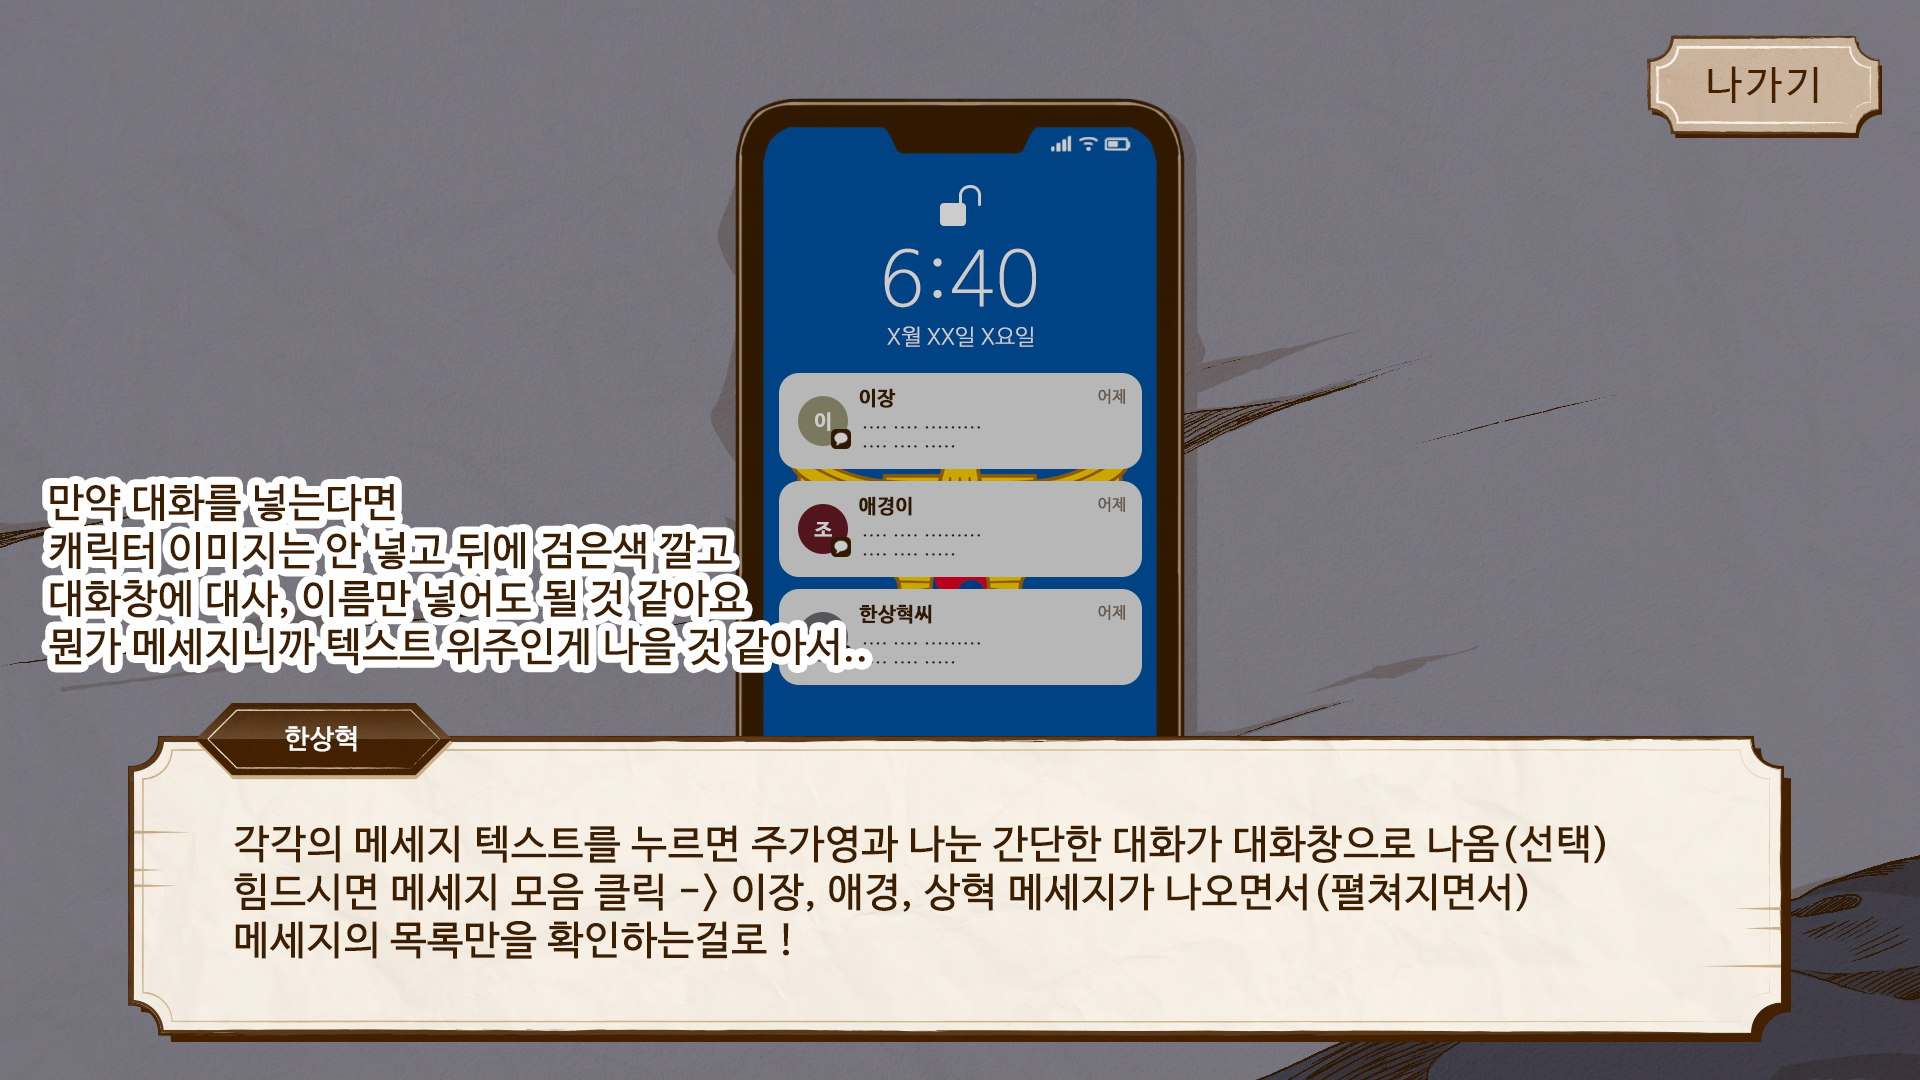 나가기
6:40
X월 XX일 X요일
이
이장
어제
.... .... .........
.... .... .....
조
애경이
어제
.... .... .........
.... .... .....
한상혁씨
어제
.... .... .........
.... .... .....
만약 대화를 넣는다면
캐릭터 이미지는 안 넣고 뒤에 검은색 깔고
대화창에 대사, 이름만 넣어도 될 것 같아요
뭔가 메세지니까 텍스트 위주인게 나을 것 같아서..
한상혁
각각의 메세지 텍스트를 누르면 주가영과 나눈 간단한 대화가 대화창으로 나옴(선택)
힘드시면 메세지 모음 클릭 -> 이장, 애경, 상혁 메세지가 나오면서(펼쳐지면서)
메세지의 목록만을 확인하는걸로 !